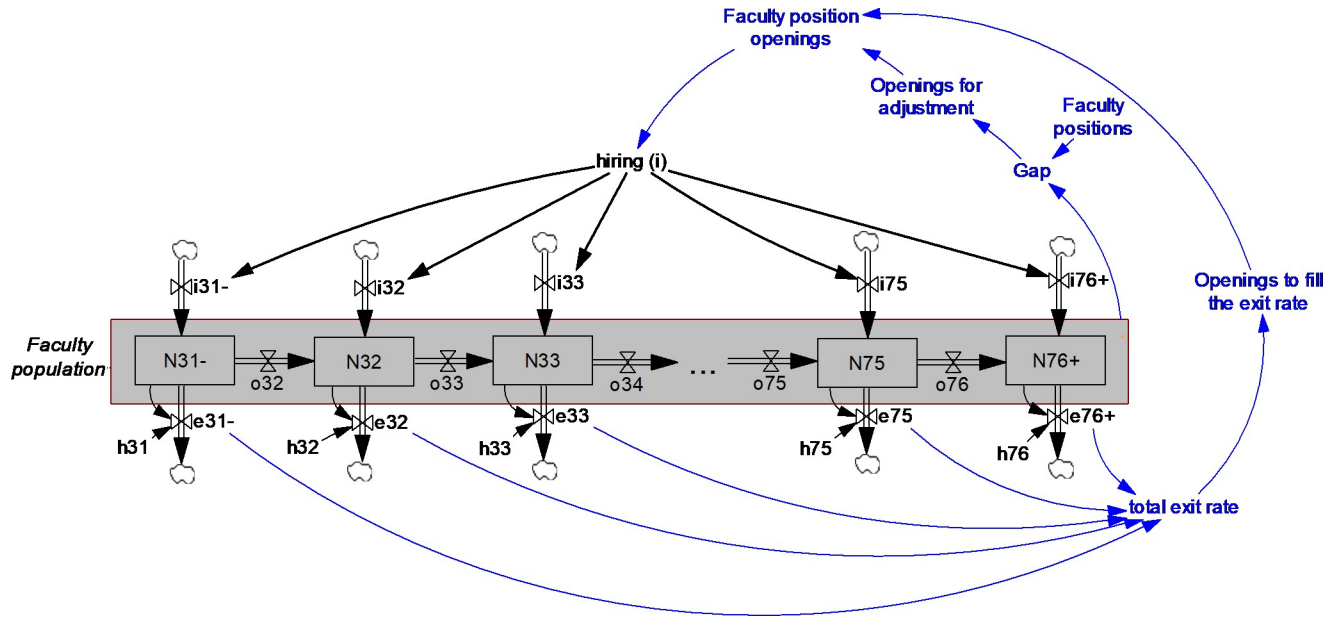 Faculty position
openings
Openings for
adjustment
Faculty
positions
Gap
hiring (i)
i31-
i32
i33
i75
i76+
Openings to fill
the exit rate
Faculty
population
N31-
N32
N33
...
N75
N76+
o32
o33
o34
o75
o76
e31-
e32
e33
e75
e76+
h31
h32
h33
h75
h76
total exit rate